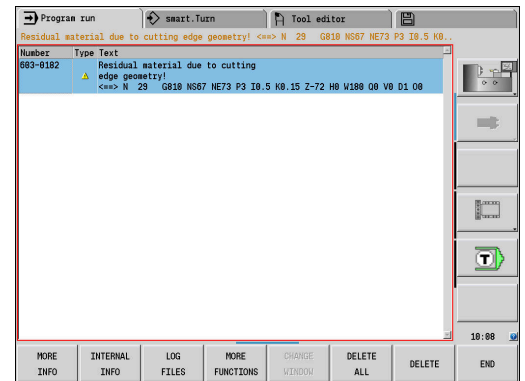 Program run
smart.Turn
Tool editor
Residual material due to cutting edge geometry! <==> N 29 G810 NS67 NE73 P3 I0.5 K0..
Number Type Text
683-0182 Residual material due to cutting
edge geometry!
<==> N 29 G810 NS67 NE73 P3 I0.5 K0.15 Z-72 H0 W180 Q0 V0 D1 O0
T
10:08
MORE INFO
INTERNAL INFO
LOG FILES
MORE FUNCTIONS
CHANGE WINDOW
DELETE ALL
DELETE
END